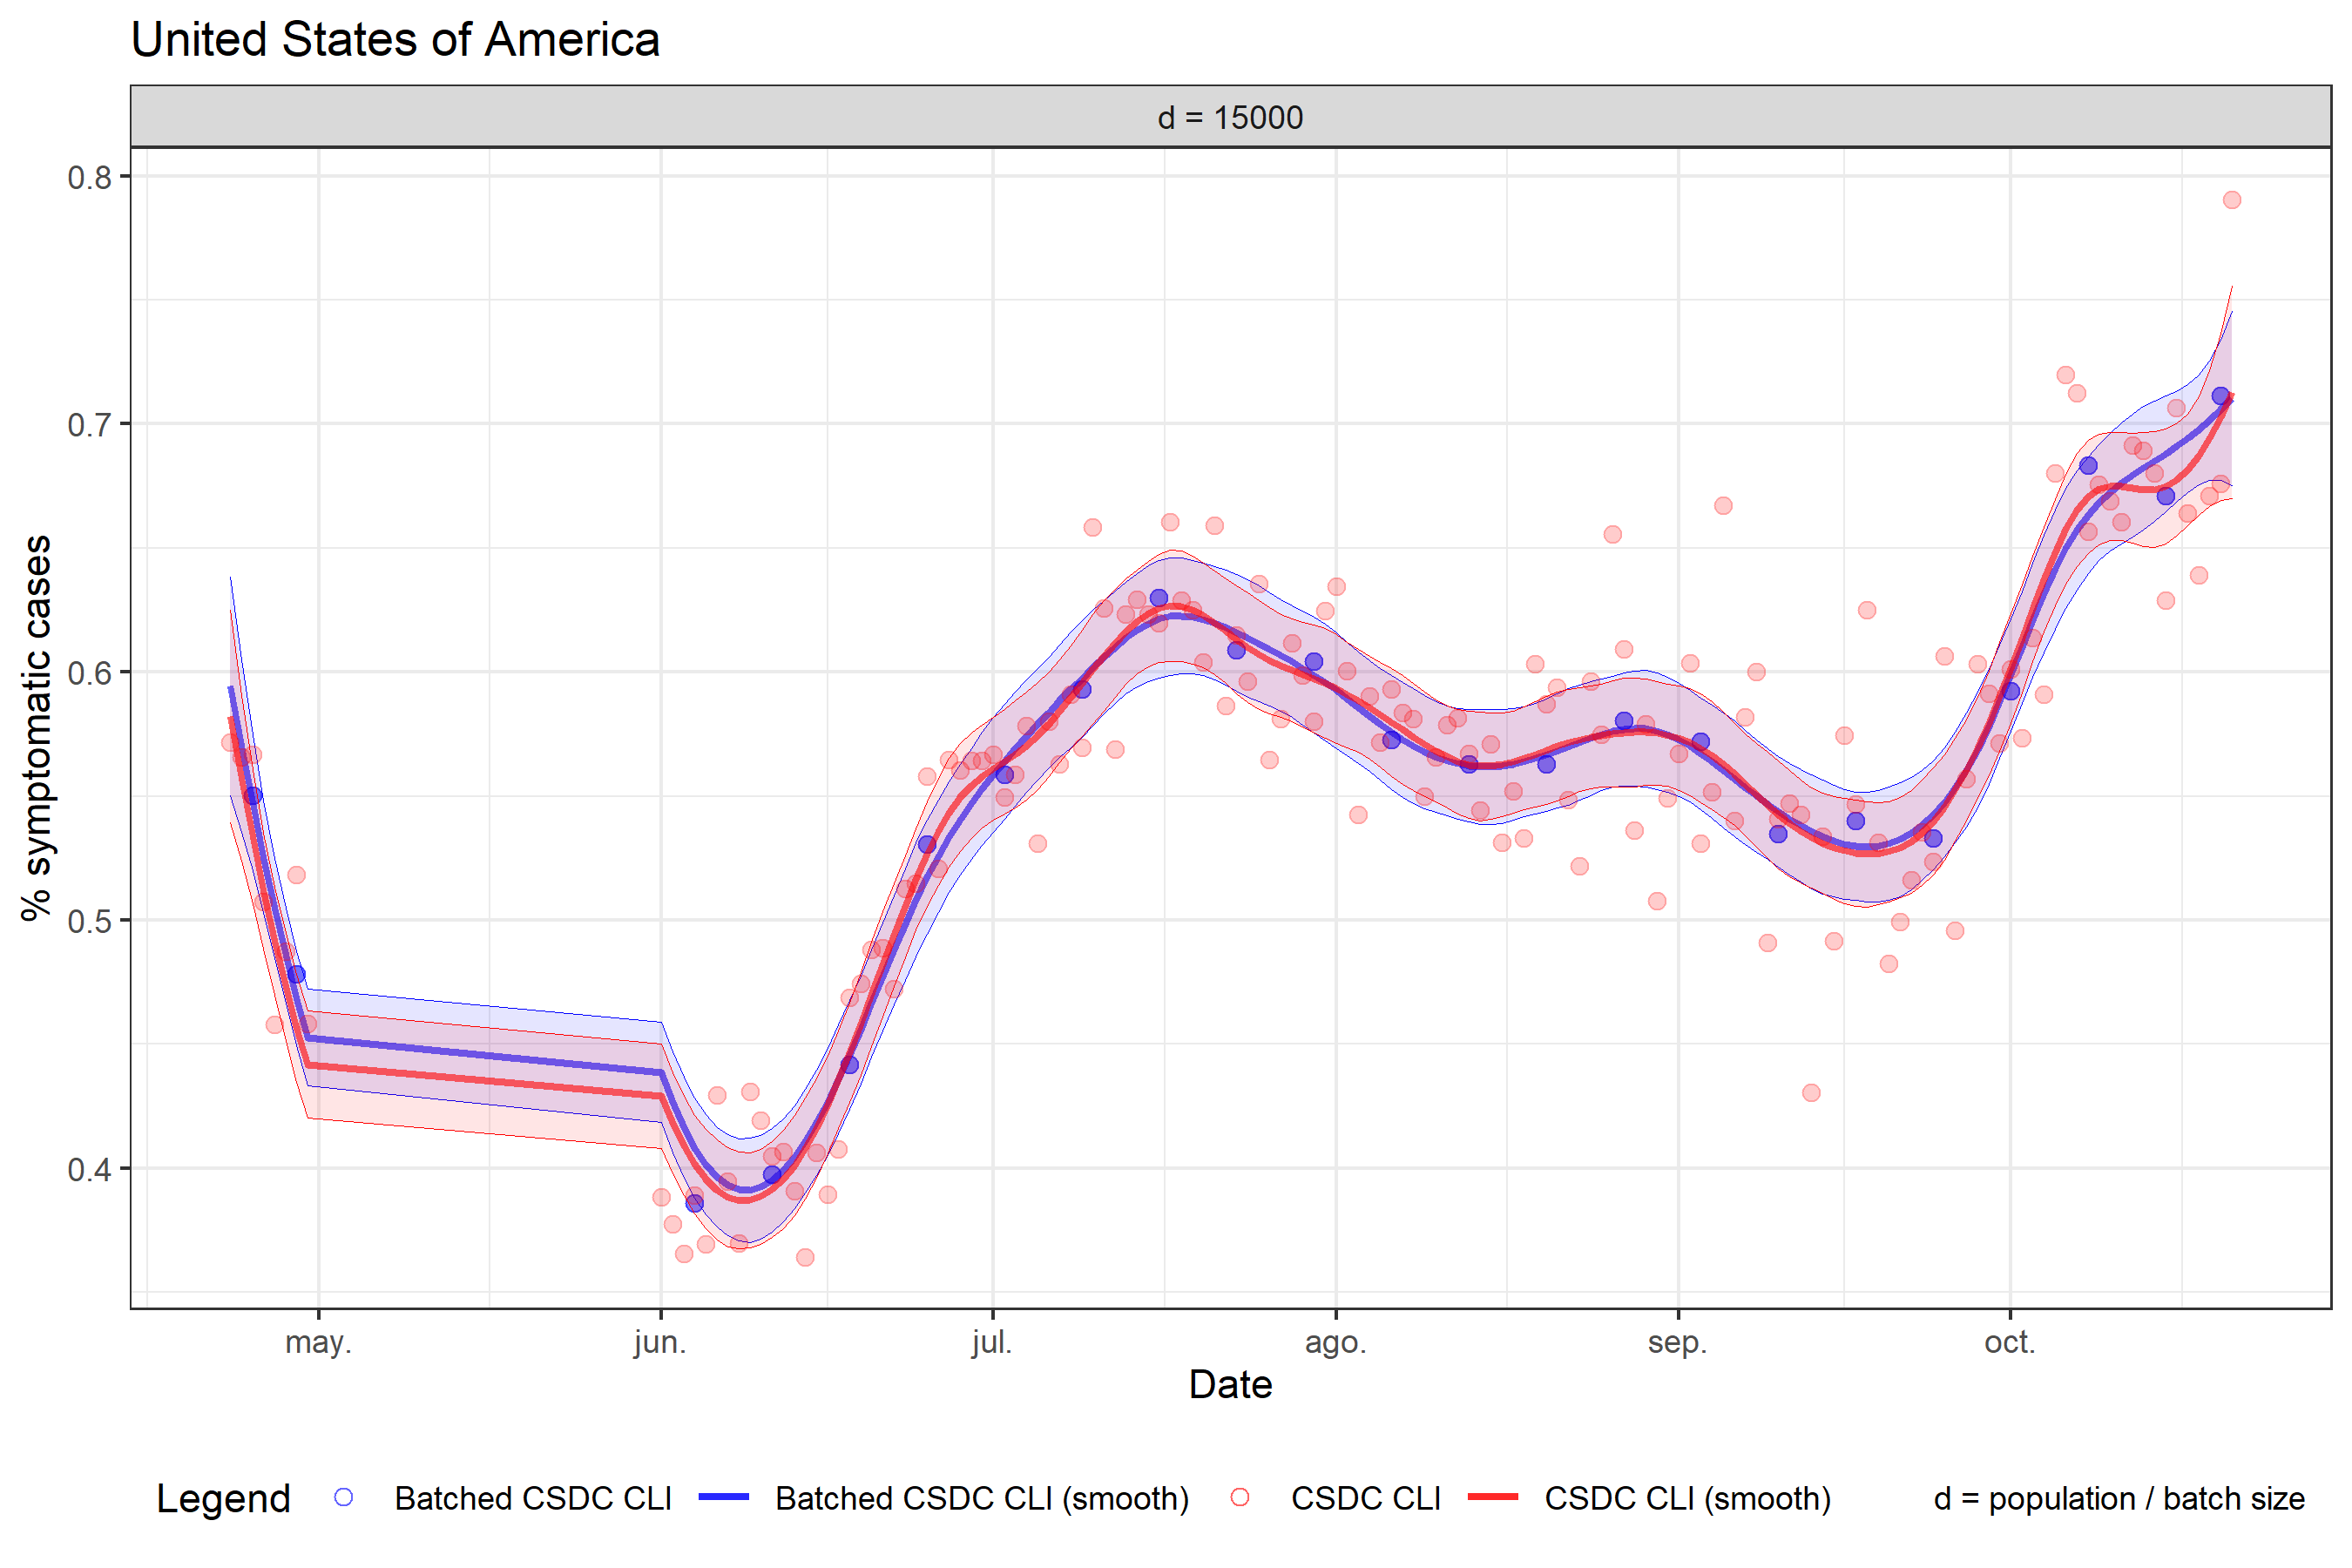 United States of America
d = 15000
% symptomatic cases
0.8
0.7
0.6
0.5
0.4
may.
jun.
jul.
ago.
sep.
oct.
Date
Legend
Batched CSDC CLI
Batched CSDC CLI (smooth)
CSDC CLI
CSDC CLI (smooth)
d = population / batch size